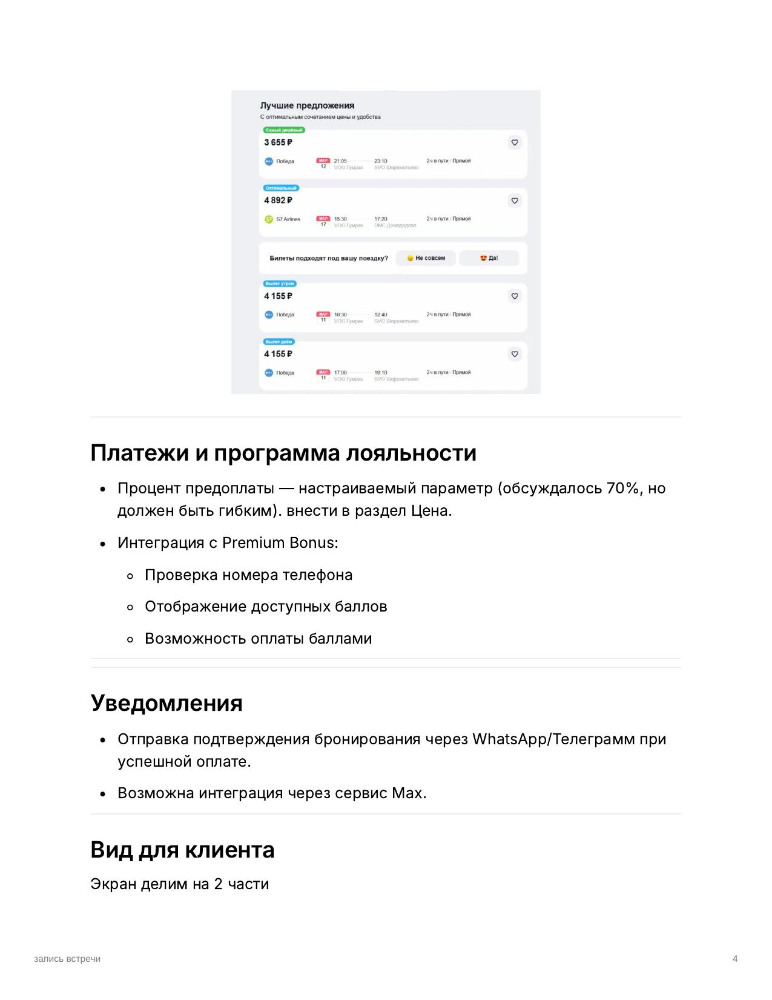 Лучшие предложения
С оптимальным сочетанием цены и удобства
Самый дешёвый
3 655 ₽
Победа МАР 12 21:05 23:10 2ч в пути / Прямой
VOG Гумрак SVO Шереметьево
Оптимальный
4 892 ₽
S7 S7 Airlines МАР 17 15:30 17:20 2ч в пути / Прямой
VOG Гумрак DME Домодедово
Билеты подходят под вашу поездку? 😔 Не совсем 😍 Да!
Вылет утром
4 155 ₽
Победа МАР 11 10:30 12:40 2ч в пути / Прямой
VOG Гумрак SVO Шереметьево
Вылет днём
4 155 ₽
Победа МАР 11 17:00 19:10 2ч в пути / Прямой
VOG Гумрак SVO Шереметьево
Платежи и программа лояльности
• Процент предоплаты — настраиваемый параметр (обсуждалось 70%, но
должен быть гибким). внести в раздел Цена.
• Интеграция с Premium Bonus:
◦ Проверка номера телефона
◦ Отображение доступных баллов
◦ Возможность оплаты баллами
Уведомления
• Отправка подтверждения бронирования через WhatsApp/Телеграмм при
успешной оплате.
• Возможна интеграция через сервис Max.
Вид для клиента
Экран делим на 2 части
запись встречи 4